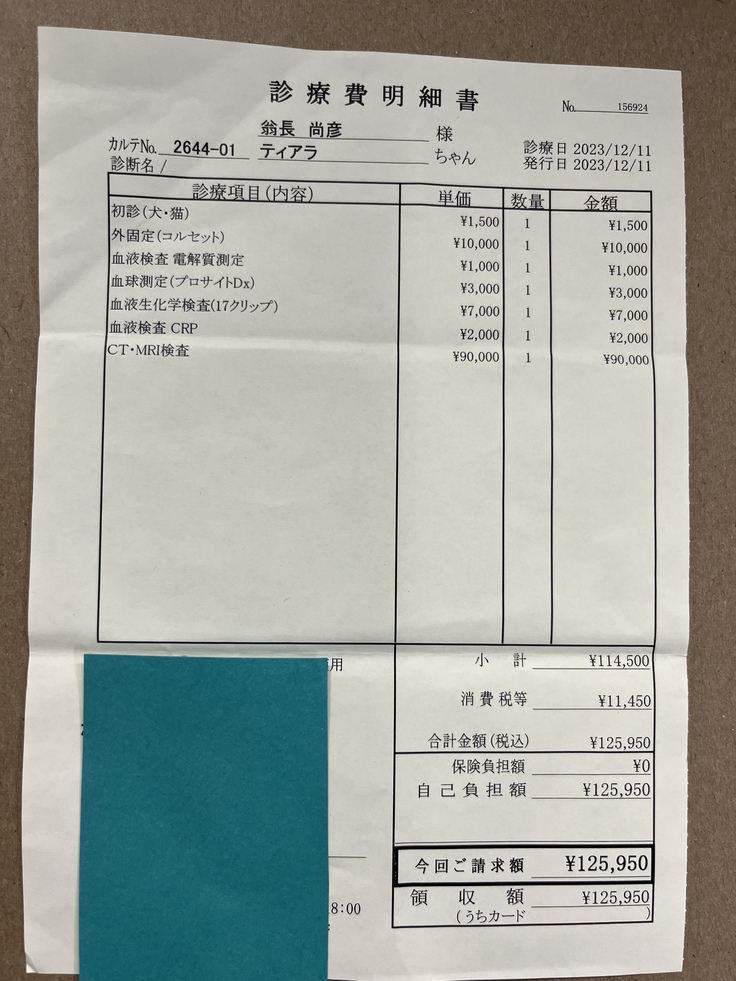 診療費明細書
No. 156924
翁長 尚彦 様
カルテNo. 2644-01 ティアラ ちゃん
診療日 2023/12/11
診断名 /
発行日 2023/12/11
診療項目(内容) 単価 数量 金額
初診(犬・猫) ¥1,500 1 ¥1,500
外固定(コルセット) ¥10,000 1 ¥10,000
血液検査 電解質測定 ¥1,000 1 ¥1,000
血球測定(プロサイトDx) ¥3,000 1 ¥3,000
血液生化学検査(17クリップ) ¥7,000 1 ¥7,000
血液検査 CRP ¥2,000 1 ¥2,000
CT・MRI検査 ¥90,000 1 ¥90,000
小計 ¥114,500
用
消費税等 ¥11,450
合計金額(税込) ¥125,950
保険負担額 ¥0
自己負担額 ¥125,950
今回ご請求額 ¥125,950
領収額 ¥125,950
8:00
(うちカード )